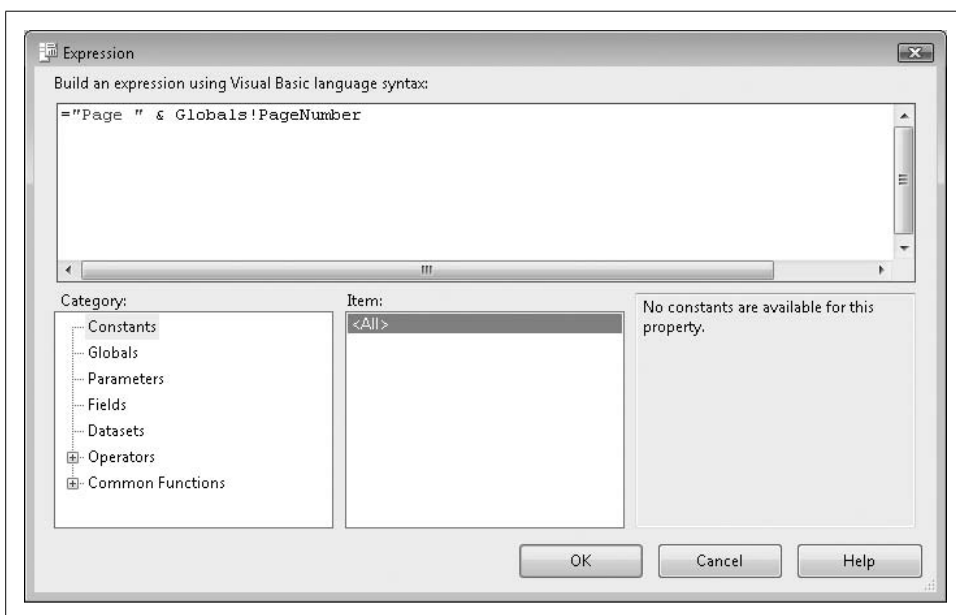 Expression
Build an expression using Visual Basic language syntax:
="Page " & Globals!PageNumber
Category:
Constants
Globals
Parameters
Fields
Datasets
Operators
Common Functions
Item:
<All>
No constants are available for this
property.
OK
Cancel
Help